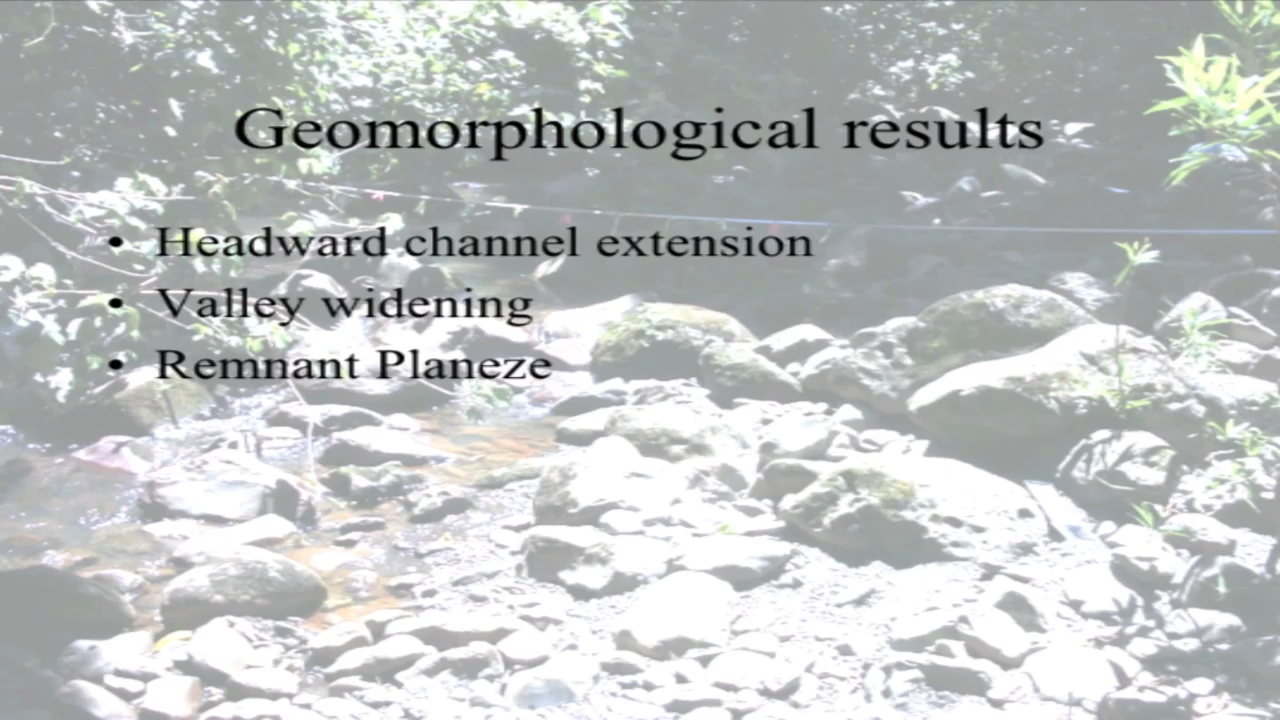 Geomorphological results
• Headward channel extension
• Valley widening
• Remnant Planeze